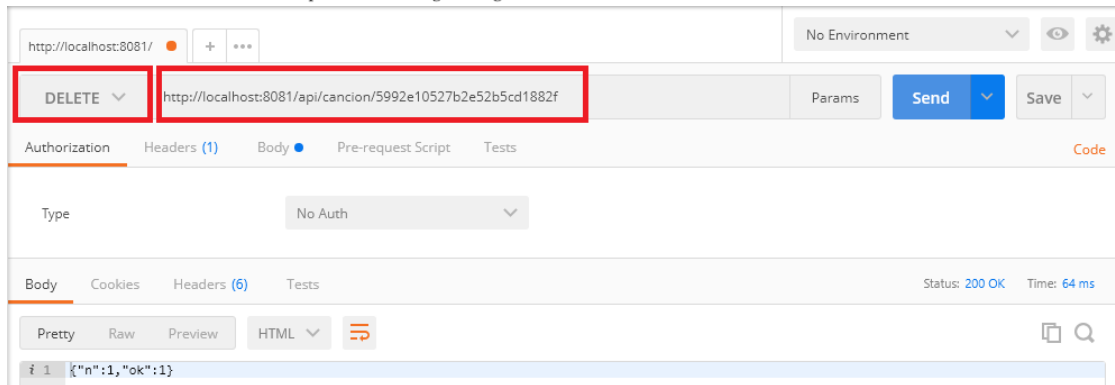 No Environment
http://localhost:8081/ + •••
DELETE http://localhost:8081/api/cancion/5992e10527b2e52b5cd1882f Params Send Save
Authorization Headers (1) Body Pre-request Script Tests Code
Type No Auth
Body Cookies Headers (6) Tests Status: 200 OK Time: 64 ms
Pretty Raw Preview HTML
i 1 {"n":1,"ok":1}